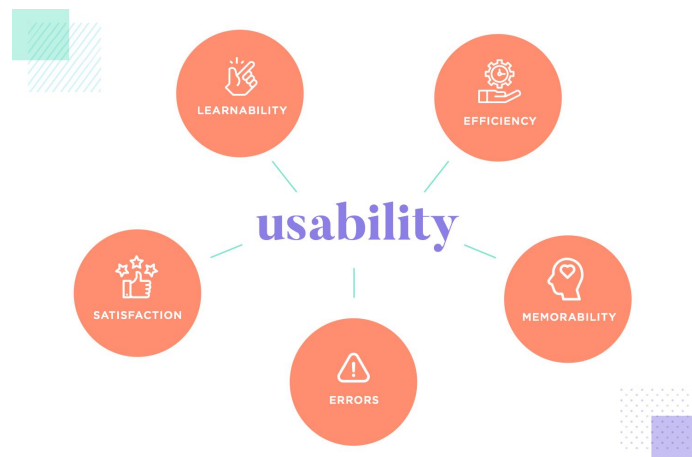 LEARNABILITY
EFFICIENCY
usability
SATISFACTION
MEMORABILITY
ERRORS